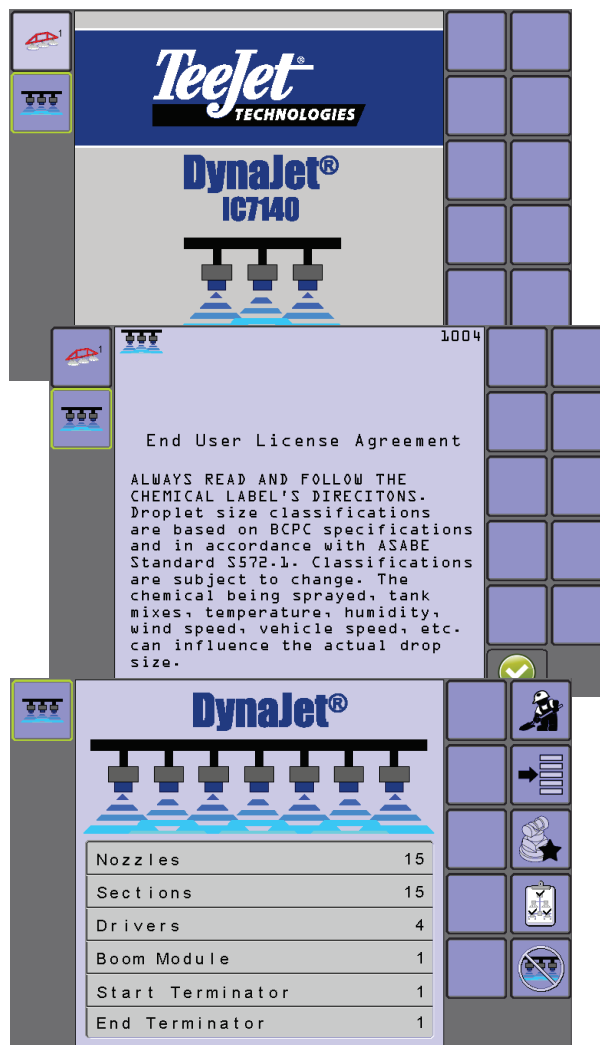 1
TeeJet®
TECHNOLOGIES
DynaJet®
IC7140
1
1004
End User License Agreement
ALWAYS READ AND FOLLOW THE
CHEMICAL LABEL'S DIRECITONS.
Droplet size classifications
are based on BCPC specifications
and in accordance with ASABE
Standard S572.1. Classifications
are subject to change. The
chemical being sprayed, tank
mixes, temperature, humidity,
wind speed, vehicle speed, etc.
can influence the actual drop
size.
DynaJet®
Nozzles 15
Sections 15
Drivers 4
Boom Module 1
Start Terminator 1
End Terminator 1